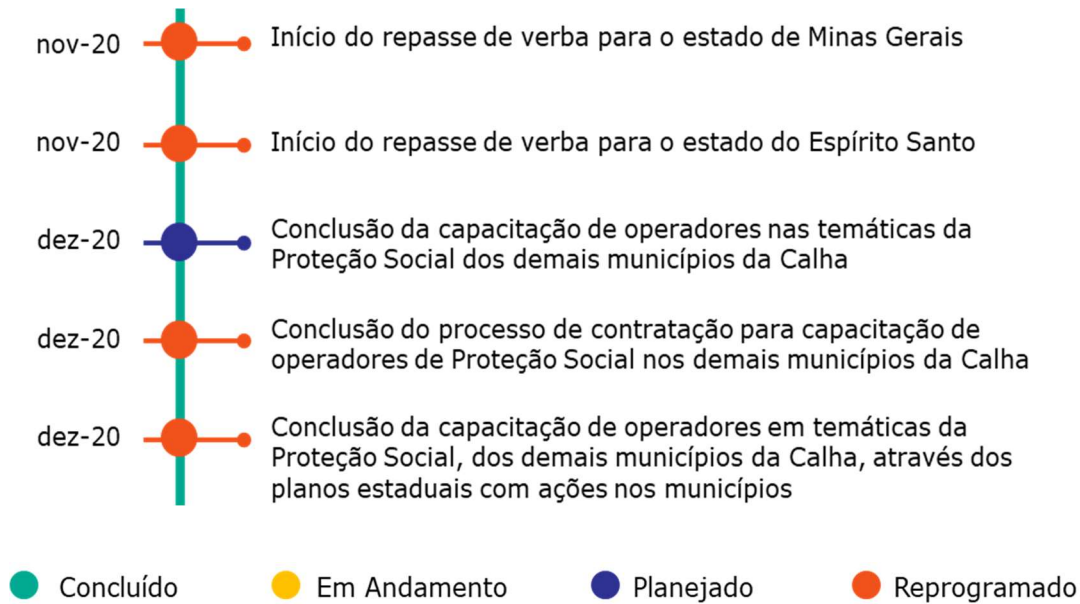 nov-20
Início do repasse de verba para o estado de Minas Gerais
nov-20
Início do repasse de verba para o estado do Espírito Santo
dez-20
Conclusão da capacitação de operadores nas temáticas da
Proteção Social dos demais municípios da Calha
dez-20
Conclusão do processo de contratação para capacitação de
operadores de Proteção Social nos demais municípios da Calha
dez-20
Conclusão da capacitação de operadores em temáticas da
Proteção Social, dos demais municípios da Calha, através dos
planos estaduais com ações nos municípios
Concluído
Em Andamento
Planejado
Reprogramado